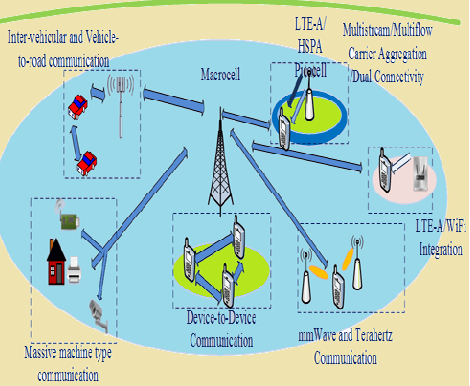 Inter-vehicular and Vehicle-
to-road communication
Macrocell
LTE-A/
HSPA
Picocell
Multistream/Multiflow
Carrier Aggregation
/Dual Connectivity
LTE-A/WiFi
Integration
Device-to-Device
Communication
mmWave and Terahertz
Communication
Massive machine type
communication